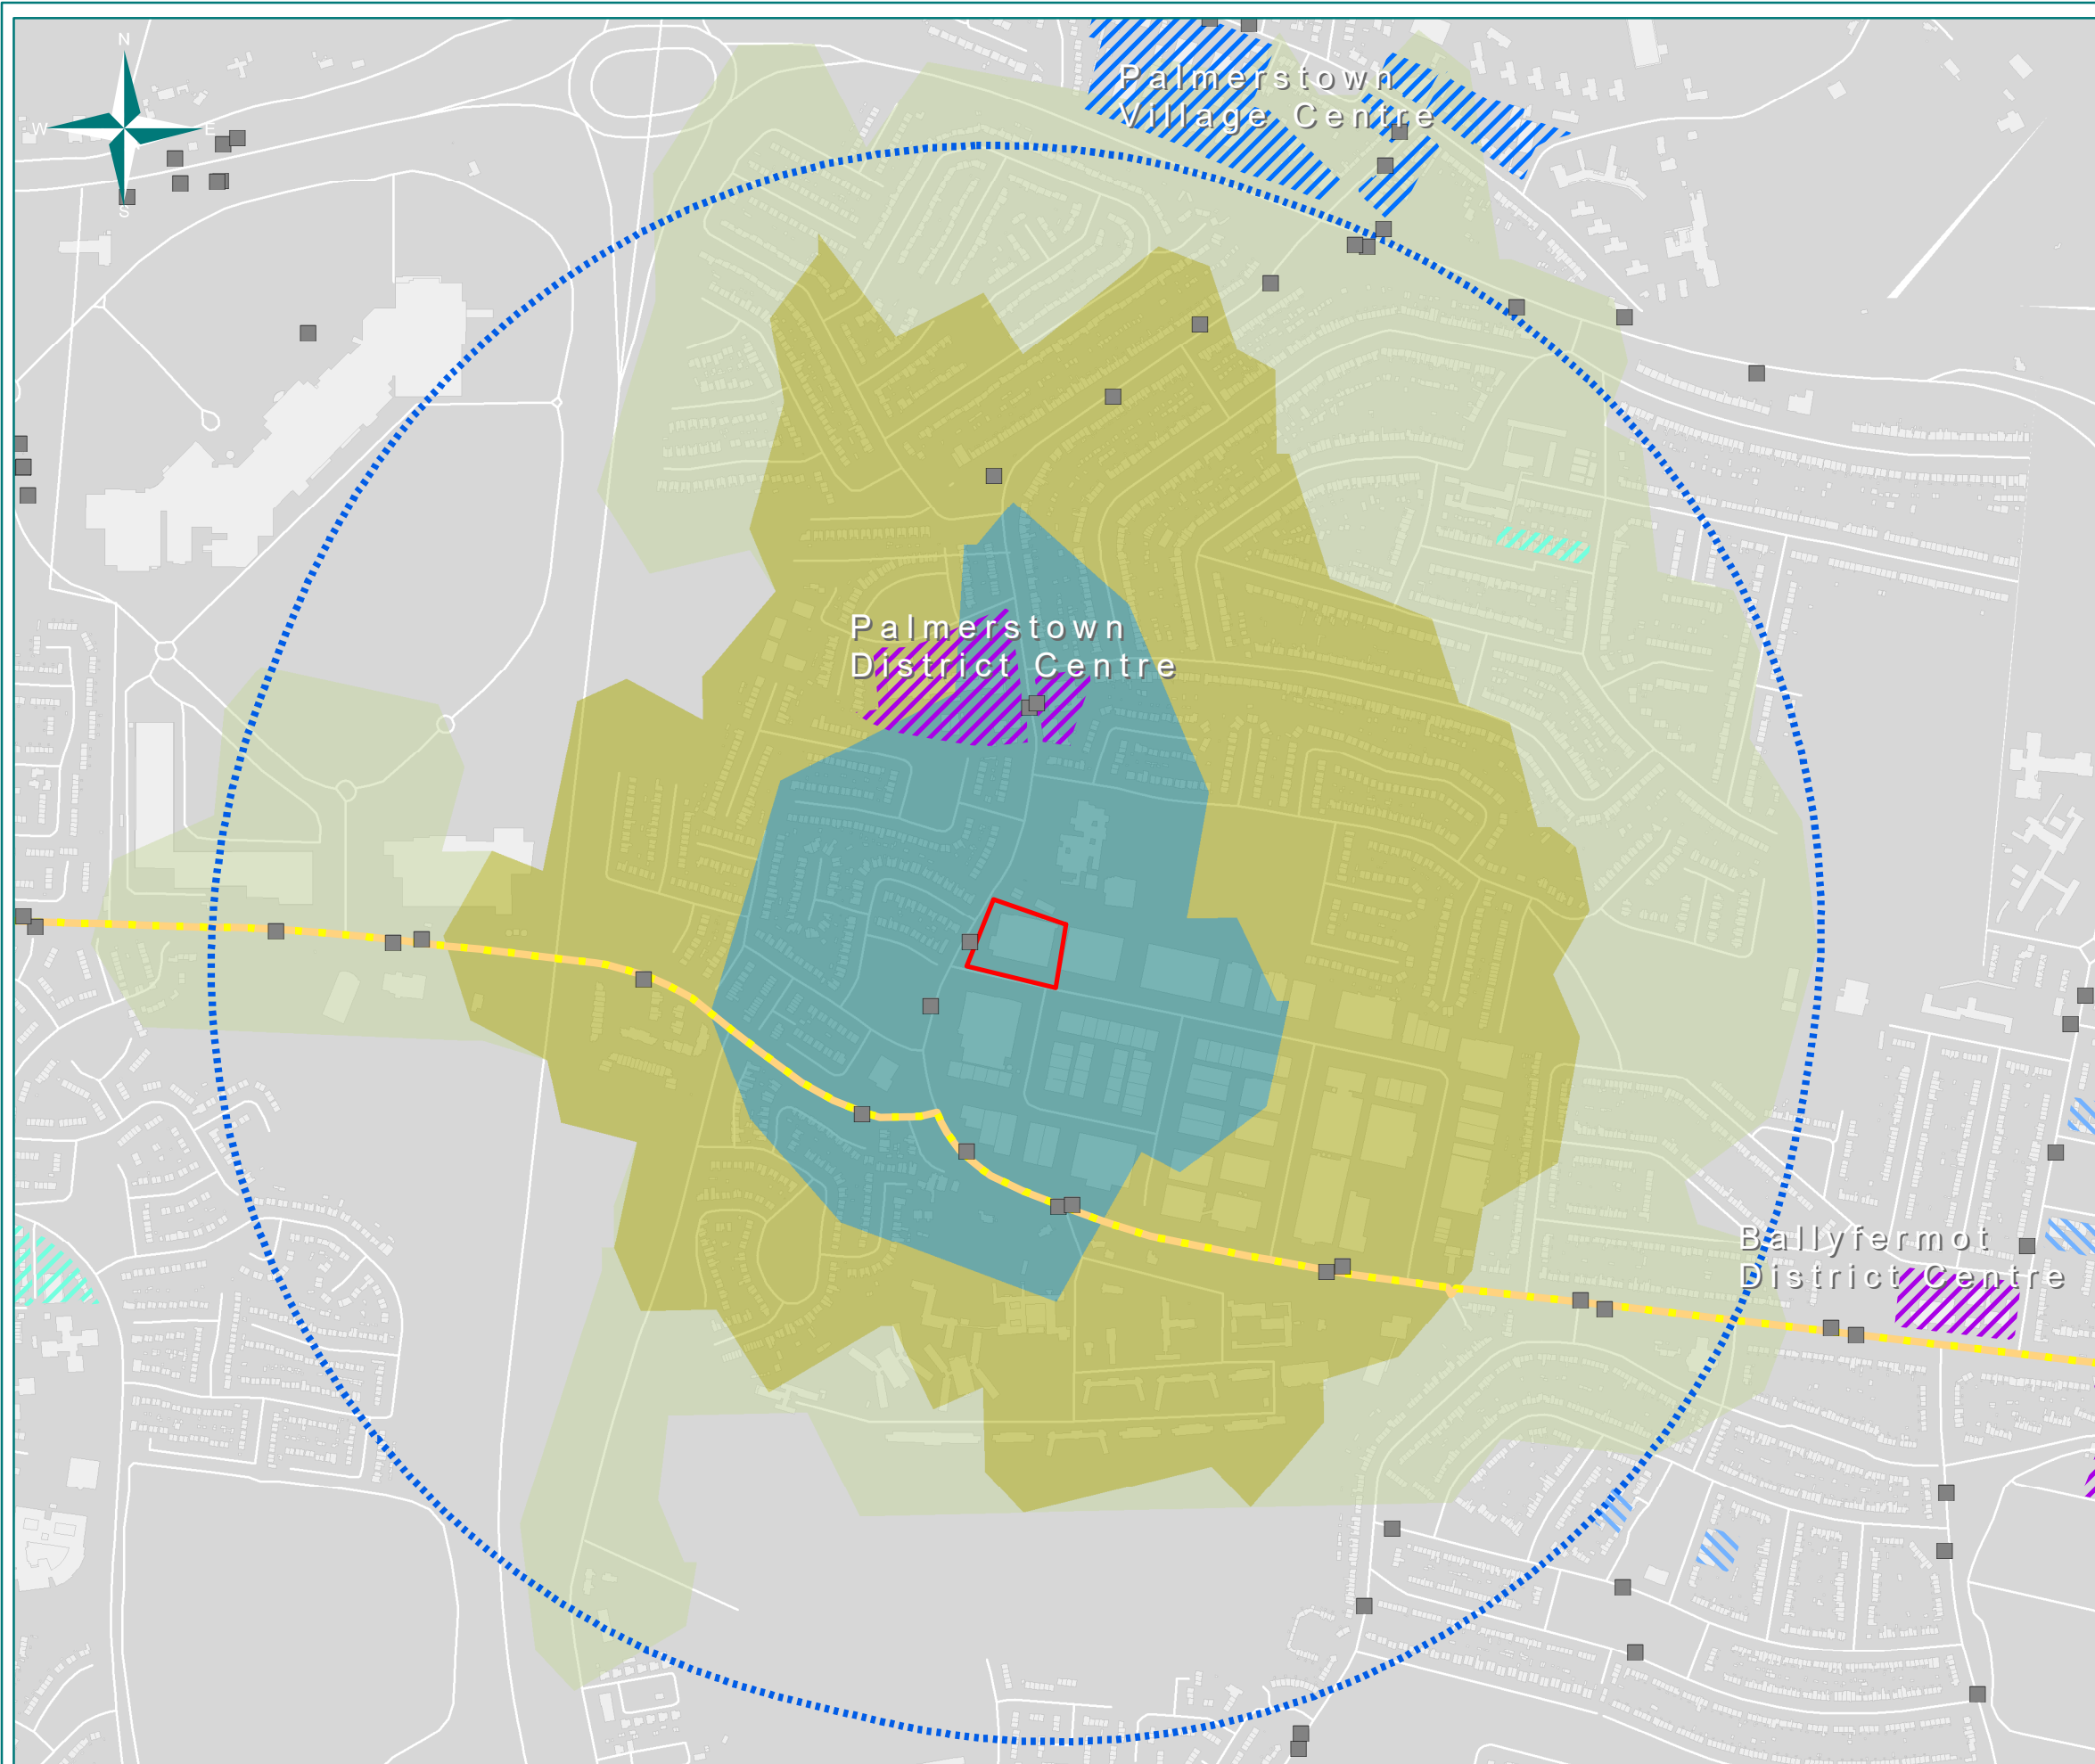 N
W E
S
Palmerstown
Village Centre
Palmerstown
District Centre
Ballyfermot
District Centre